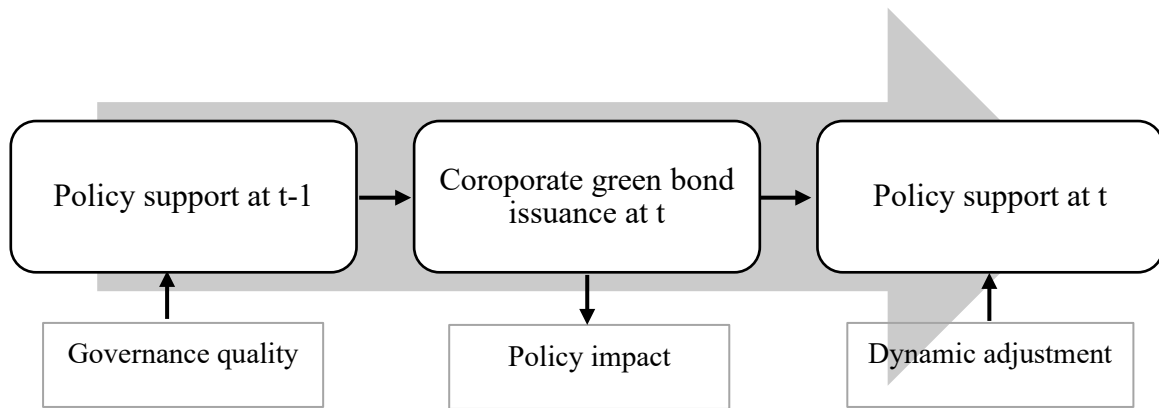 Policy support at t-1
Coroporate green bond
issuance at t
Policy support at t
Governance quality
Policy impact
Dynamic adjustment